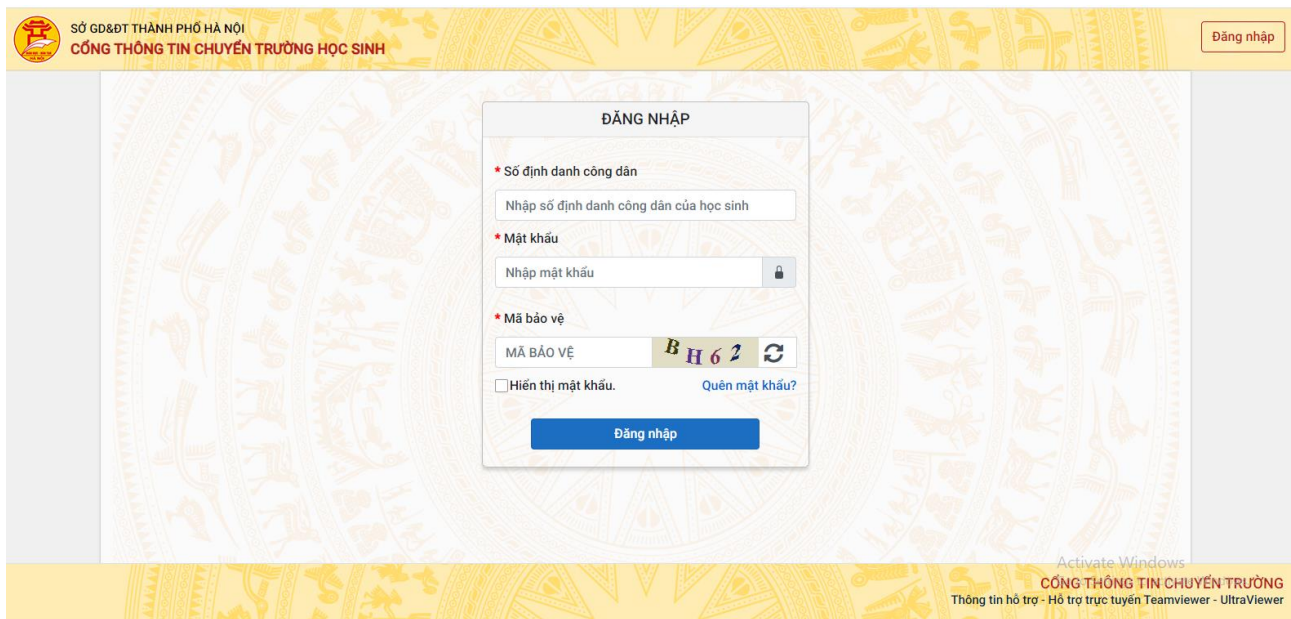 SỞ GD&ĐT THÀNH PHỐ HÀ NỘI
CỔNG THÔNG TIN CHUYỂN TRƯỜNG HỌC SINH
Đăng nhập
ĐĂNG NHẬP
* Số định danh công dân
Nhập số định danh công dân của học sinh
* Mật khẩu
Nhập mật khẩu
* Mã bảo vệ
MÃ BẢO VỆ
BH62
Hiển thị mật khẩu.
Quên mật khẩu?
Đăng nhập
Activate Windows
CỔNG THÔNG TIN CHUYỂN TRƯỜNG
Thông tin hỗ trợ - Hỗ trợ trực tuyến Teamviewer - UltraViewer